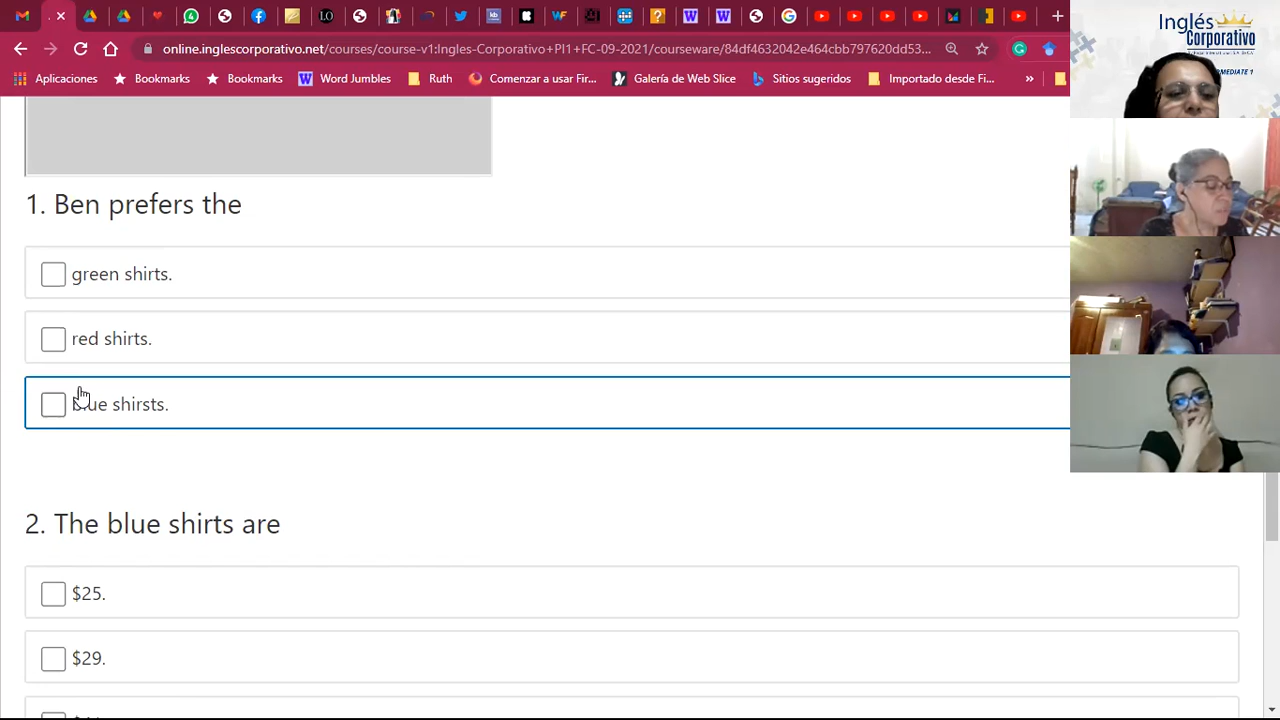 Inglés
Corporativo
online.inglescorporativo.net/courses/course-v1:Ingles-Corporativo+PI1+FC-09-2021/courseware/84df4632042e464cbb797620dd53...
Aplicaciones Bookmarks Bookmarks Word Jumbles Ruth Comenzar a usar Fir... Galería de Web Slice Sitios sugeridos Importado desde Fi... »
1. Ben prefers the
green shirts.
red shirts.
blue shirsts.
2. The blue shirts are
$25.
$29.